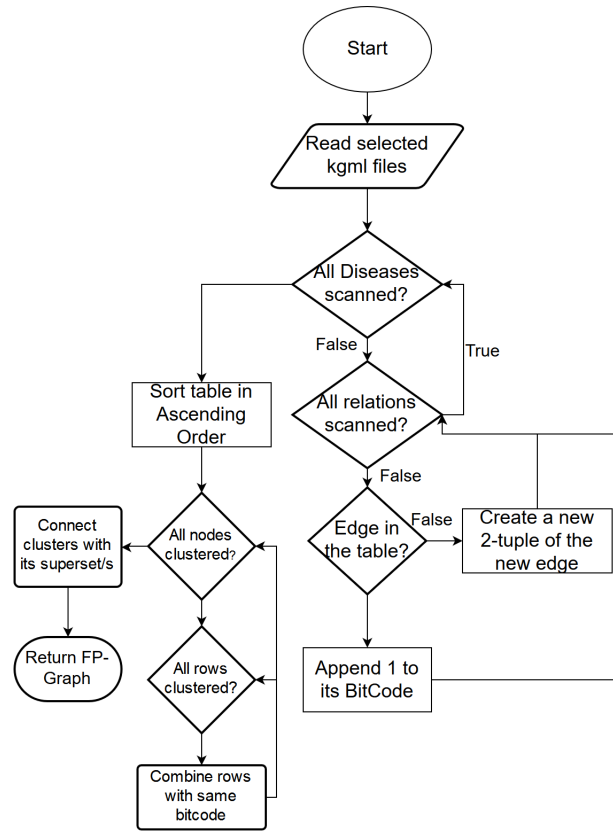 Start
Read selected
kgml files
All Diseases
scanned?
False
True
Sort table in
Ascending
Order
All relations
scanned?
False
Connect
clusters with
its superset/s
All nodes
clustered?
Edge in
the table?
False
Create a new
2-tuple of the
new edge
Return FP-
Graph
All rows
clustered?
Append 1 to
its BitCode
Combine rows
with same
bitcode